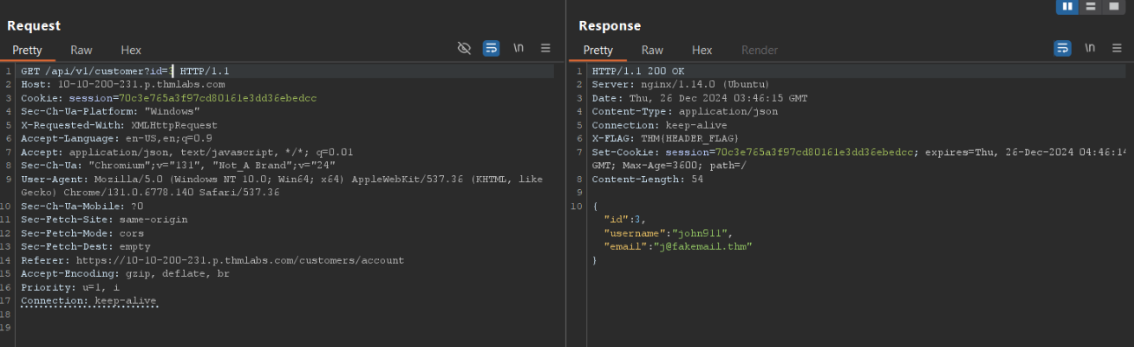 Request
Pretty Raw Hex
\n
1 GET /api/v1/customer?id=3 HTTP/1.1
2 Host: 10-10-200-231.p.thmlabs.com
3 Cookie: session=70c3e765a3f97cd80161e3dd36ebedcc
4 Sec-Ch-Ua-Platform: "Windows"
5 X-Requested-With: XMLHttpRequest
6 Accept-Language: en-US,en;q=0.9
7 Accept: application/json, text/javascript, */*; q=0.01
8 Sec-Ch-Ua: "Chromium";v="131", "Not_A Brand";v="24"
9 User-Agent: Mozilla/5.0 (Windows NT 10.0; Win64; x64) AppleWebKit/537.36 (KHTML, like
Gecko) Chrome/131.0.6778.140 Safari/537.36
10 Sec-Ch-Ua-Mobile: ?0
11 Sec-Fetch-Site: same-origin
12 Sec-Fetch-Mode: cors
13 Sec-Fetch-Dest: empty
14 Referer: https://10-10-200-231.p.thmlabs.com/customers/account
15 Accept-Encoding: gzip, deflate, br
16 Priority: u=1, i
17 Connection: keep-alive
18
19
Response
Pretty Raw Hex Render
\n
1 HTTP/1.1 200 OK
2 Server: nginx/1.14.0 (Ubuntu)
3 Date: Thu, 26 Dec 2024 03:46:15 GMT
4 Content-Type: application/json
5 Connection: keep-alive
6 X-FLAG: THM{HEADER_FLAG}
7 Set-Cookie: session=70c3e765a3f97cd80161e3dd36ebedcc; expires=Thu, 26-Dec-2024 04:46:14
GMT; Max-Age=3600; path=/
8 Content-Length: 54
9
10 {
"id":3,
"username":"john911",
"email":"j@fakemail.thm"
}